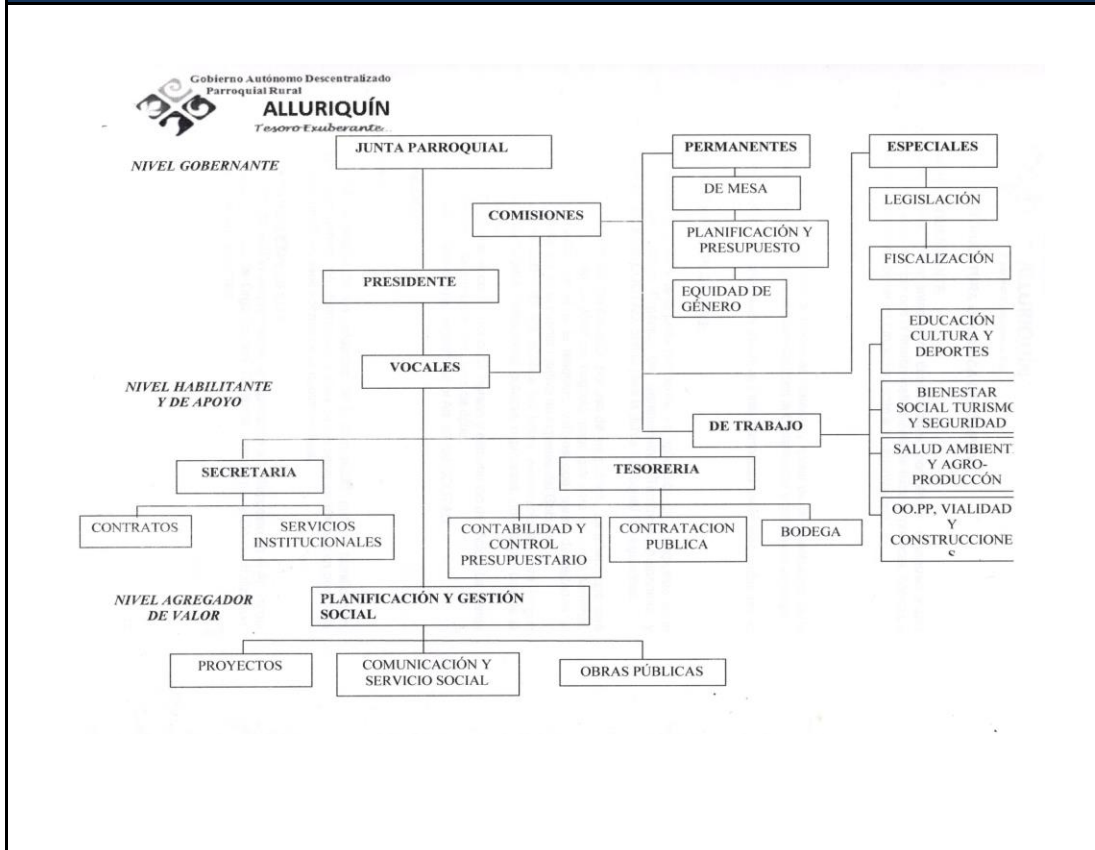 Gobierno Autónomo Descentralizado
Parroquial Rural
ALLURIQUÍN
Tesoro Exuberante...
NIVEL GOBERNANTE
JUNTA PARROQUIAL
PERMANENTES
ESPECIALES
DE MESA
LEGISLACIÓN
COMISIONES
PLANIFICACIÓN Y
PRESUPUESTO
FISCALIZACIÓN
PRESIDENTE
EQUIDAD DE
GÉNERO
EDUCACIÓN
CULTURA Y
DEPORTES
VOCALES
NIVEL HABILITANTE
Y DE APOYO
BIENESTAR
SOCIAL TURISMO
Y SEGURIDAD
DE TRABAJO
SALUD AMBIENT
Y AGRO-
PRODUCCÓN
SECRETARIA
TESORERIA
OO.PP, VIALIDAD
Y
CONSTRUCCIONE
S
CONTRATOS
SERVICIOS
INSTITUCIONALES
CONTABILIDAD Y
CONTROL
PRESUPUESTARIO
CONTRATACION
PUBLICA
BODEGA
NIVEL AGREGADOR
DE VALOR
PLANIFICACIÓN Y GESTIÓN
SOCIAL
PROYECTOS
COMUNICACIÓN Y
SERVICIO SOCIAL
OBRAS PÚBLICAS